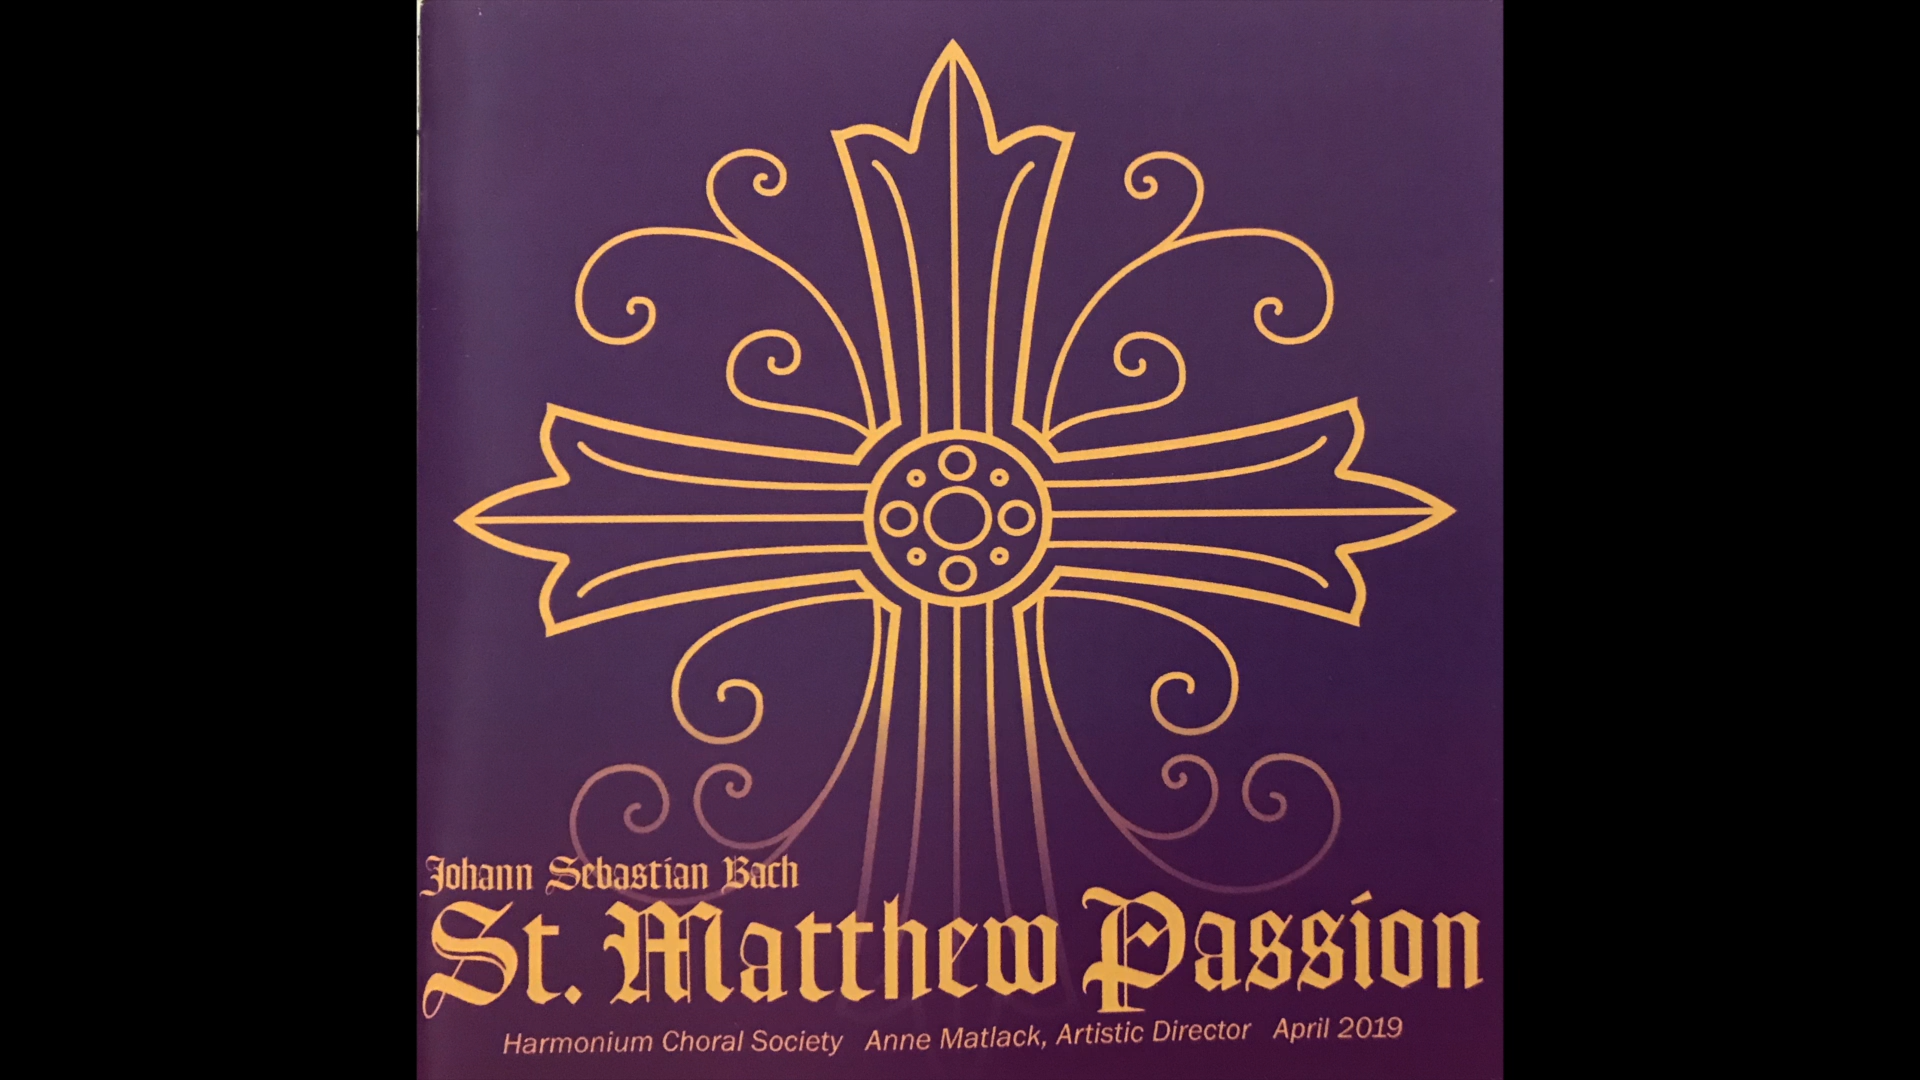 Johann Sebastian Bach
St. Matthew Passion
Harmonium Choral Society Anne Matlack, Artistic Director April 2019